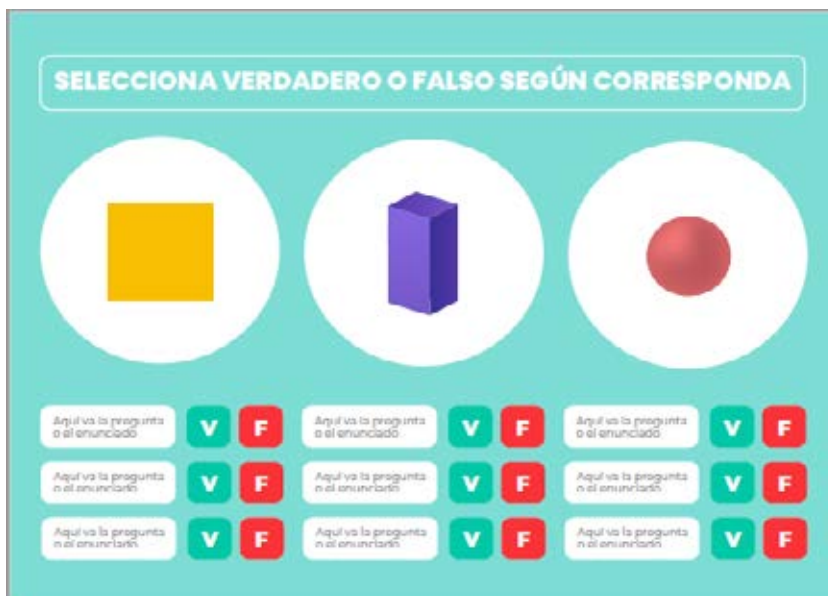 SELECCIONA VERDADERO O FALSO SEGÚN CORRESPONDA
Aquí va la pregunta
o el enunciado
V F
Aquí va la pregunta
o el enunciado
V F
Aquí va la pregunta
o el enunciado
V F
Aquí va la pregunta
o el enunciado
V F
Aquí va la pregunta
o el enunciado
V F
Aquí va la pregunta
o el enunciado
V F
Aquí va la pregunta
o el enunciado
V F
Aquí va la pregunta
o el enunciado
V F
Aquí va la pregunta
o el enunciado
V F